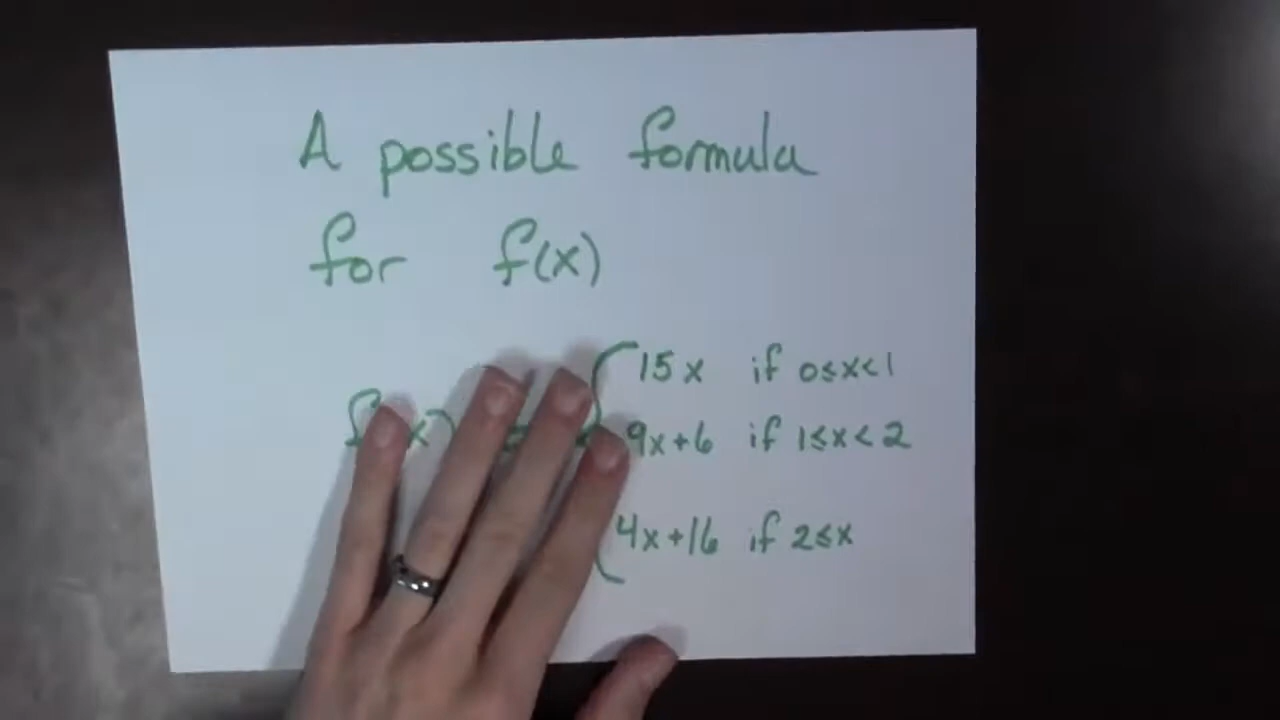 A possible formula
for f(x)
15x if 0≤x<1
9x+6 if 1≤x<2
4x+16 if 2≤x